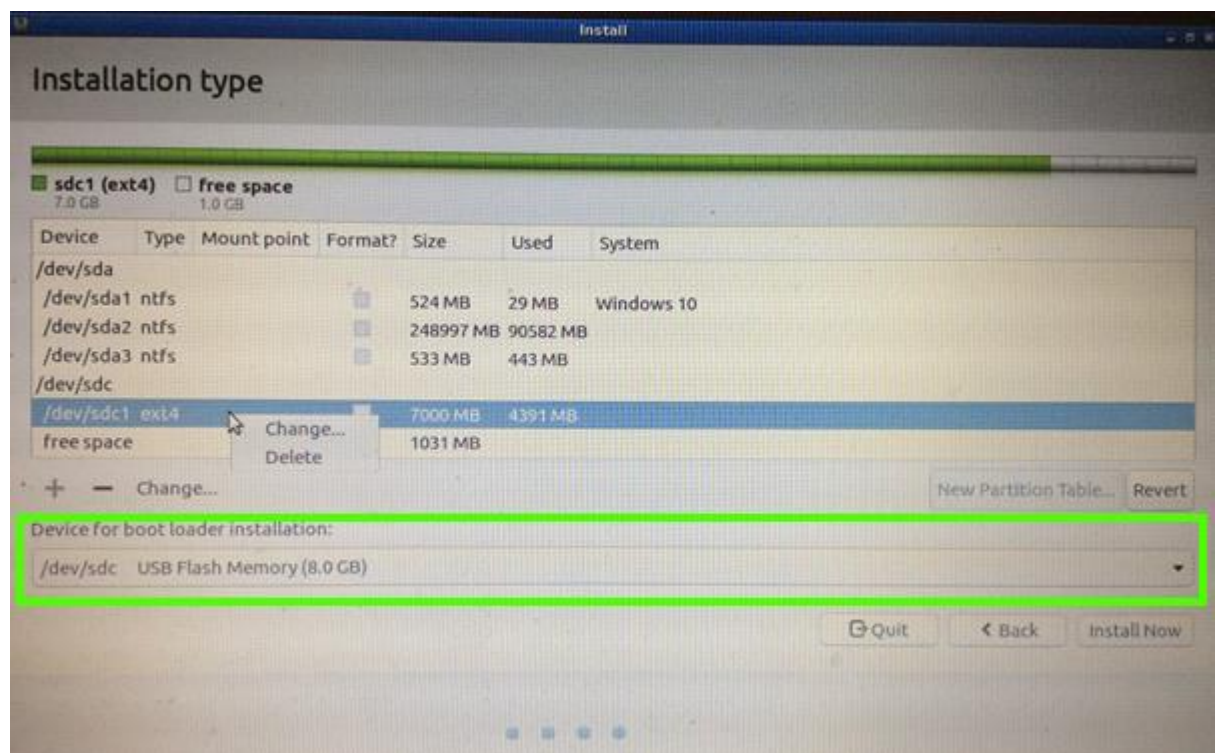 Install
Installation type
sdc1 (ext4) free space
7.0 GB 1.0 GB
Device Type Mount point Format? Size Used System
/dev/sda
/dev/sda1 ntfs 524 MB 29 MB Windows 10
/dev/sda2 ntfs 248997 MB 90582 MB
/dev/sda3 ntfs 533 MB 443 MB
/dev/sdc
/dev/sdc1 ext4 7000 MB 4391 MB
Change...
free space 1031 MB
Delete
+ − Change... New Partition Table... Revert
Device for boot loader installation:
/dev/sdc USB Flash Memory (8.0 GB)
Quit Back Install Now